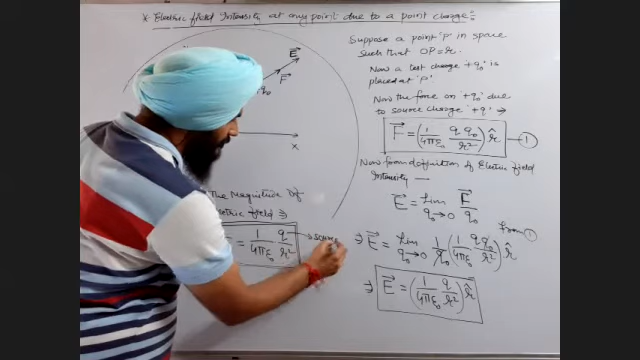 * Electric field Intensity at any point due to a point charge:-
Suppose a point 'P' in space
such that OP = r.
Now a test charge +q₀ is
placed at 'P'
Now the force on +q₀ due
to source charge '+q' ⇒
F⃗ = (1/4πε₀ q q₀/r²) r̂ —①
Now from definition of Electric field
Intensity —
E⃗ = lim q₀→0 F⃗/q₀
from ①
⇒ E⃗ = lim q₀→0 1/q₀ (1/4πε₀ q q₀/r²) r̂
⇒ E⃗ = (1/4πε₀ q/r²) r̂
E⃗
F⃗
q₀
X
The Magnitude of
field ⇒
= 1/4πε₀ q/r² → source